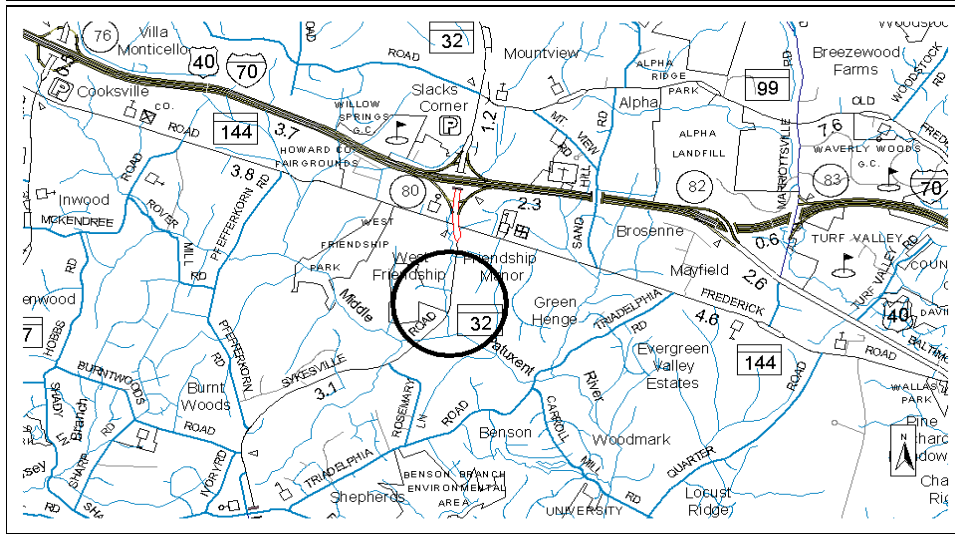 76
Villa
Monticello
40
70
ROAD
32
Mountview
ALPHA
RIDGE
PARK
99
RD
Breezewood
Farms
WOODSTOCK
RD
Cooksville
CO.
ROAD
144
3.7
WILLOW
SPRINGS
G.C.
Slacks
Corner
1.2
MT
VIEW
RD
Alpha
RD
OLD
7.6
ALPHA
LANDFILL
MARRIOTTSVILLE
WAVERLY WOODS
G.C.
HOWARD CO.
FAIRGROUNDS
3.8
80
82
83
70
Inwood
ROAD
MCKENDREE
ROVER
MILL
RD
PFEFFERKORN
RD
WEST
FRIENDSHIP
PARK
2.3
SAND
HILL
Brosenne
0.6
TURF VALLEY
TURF VALLEY
RD
West
Friendship
Friendship
Manor
Mayfield
2.6
40
RD
HOBBS
Middle
Patuxent
River
ROAD
32
Green
Henge
TRIADELPHIA
RD
FREDERICK
4.6
144
ROAD
PFEFFERKORN
RD
SYKESVILLE
3.1
Evergreen
Valley
Estates
BURNTWOODS
ROAD
Burnt
Woods
SHADY
LN
Branch
SHARP
RD
ROSEMARY
LN
ROAD
CARROLL
MILL
RD
ROAD
QUARTER
Benson
Woodmark
N
IVORY RD
TRIADELPHIA
BENSON BRANCH
ENVIRONMENTAL
AREA
Shepherds
UNIVERSITY
Locust
Ridge
RD